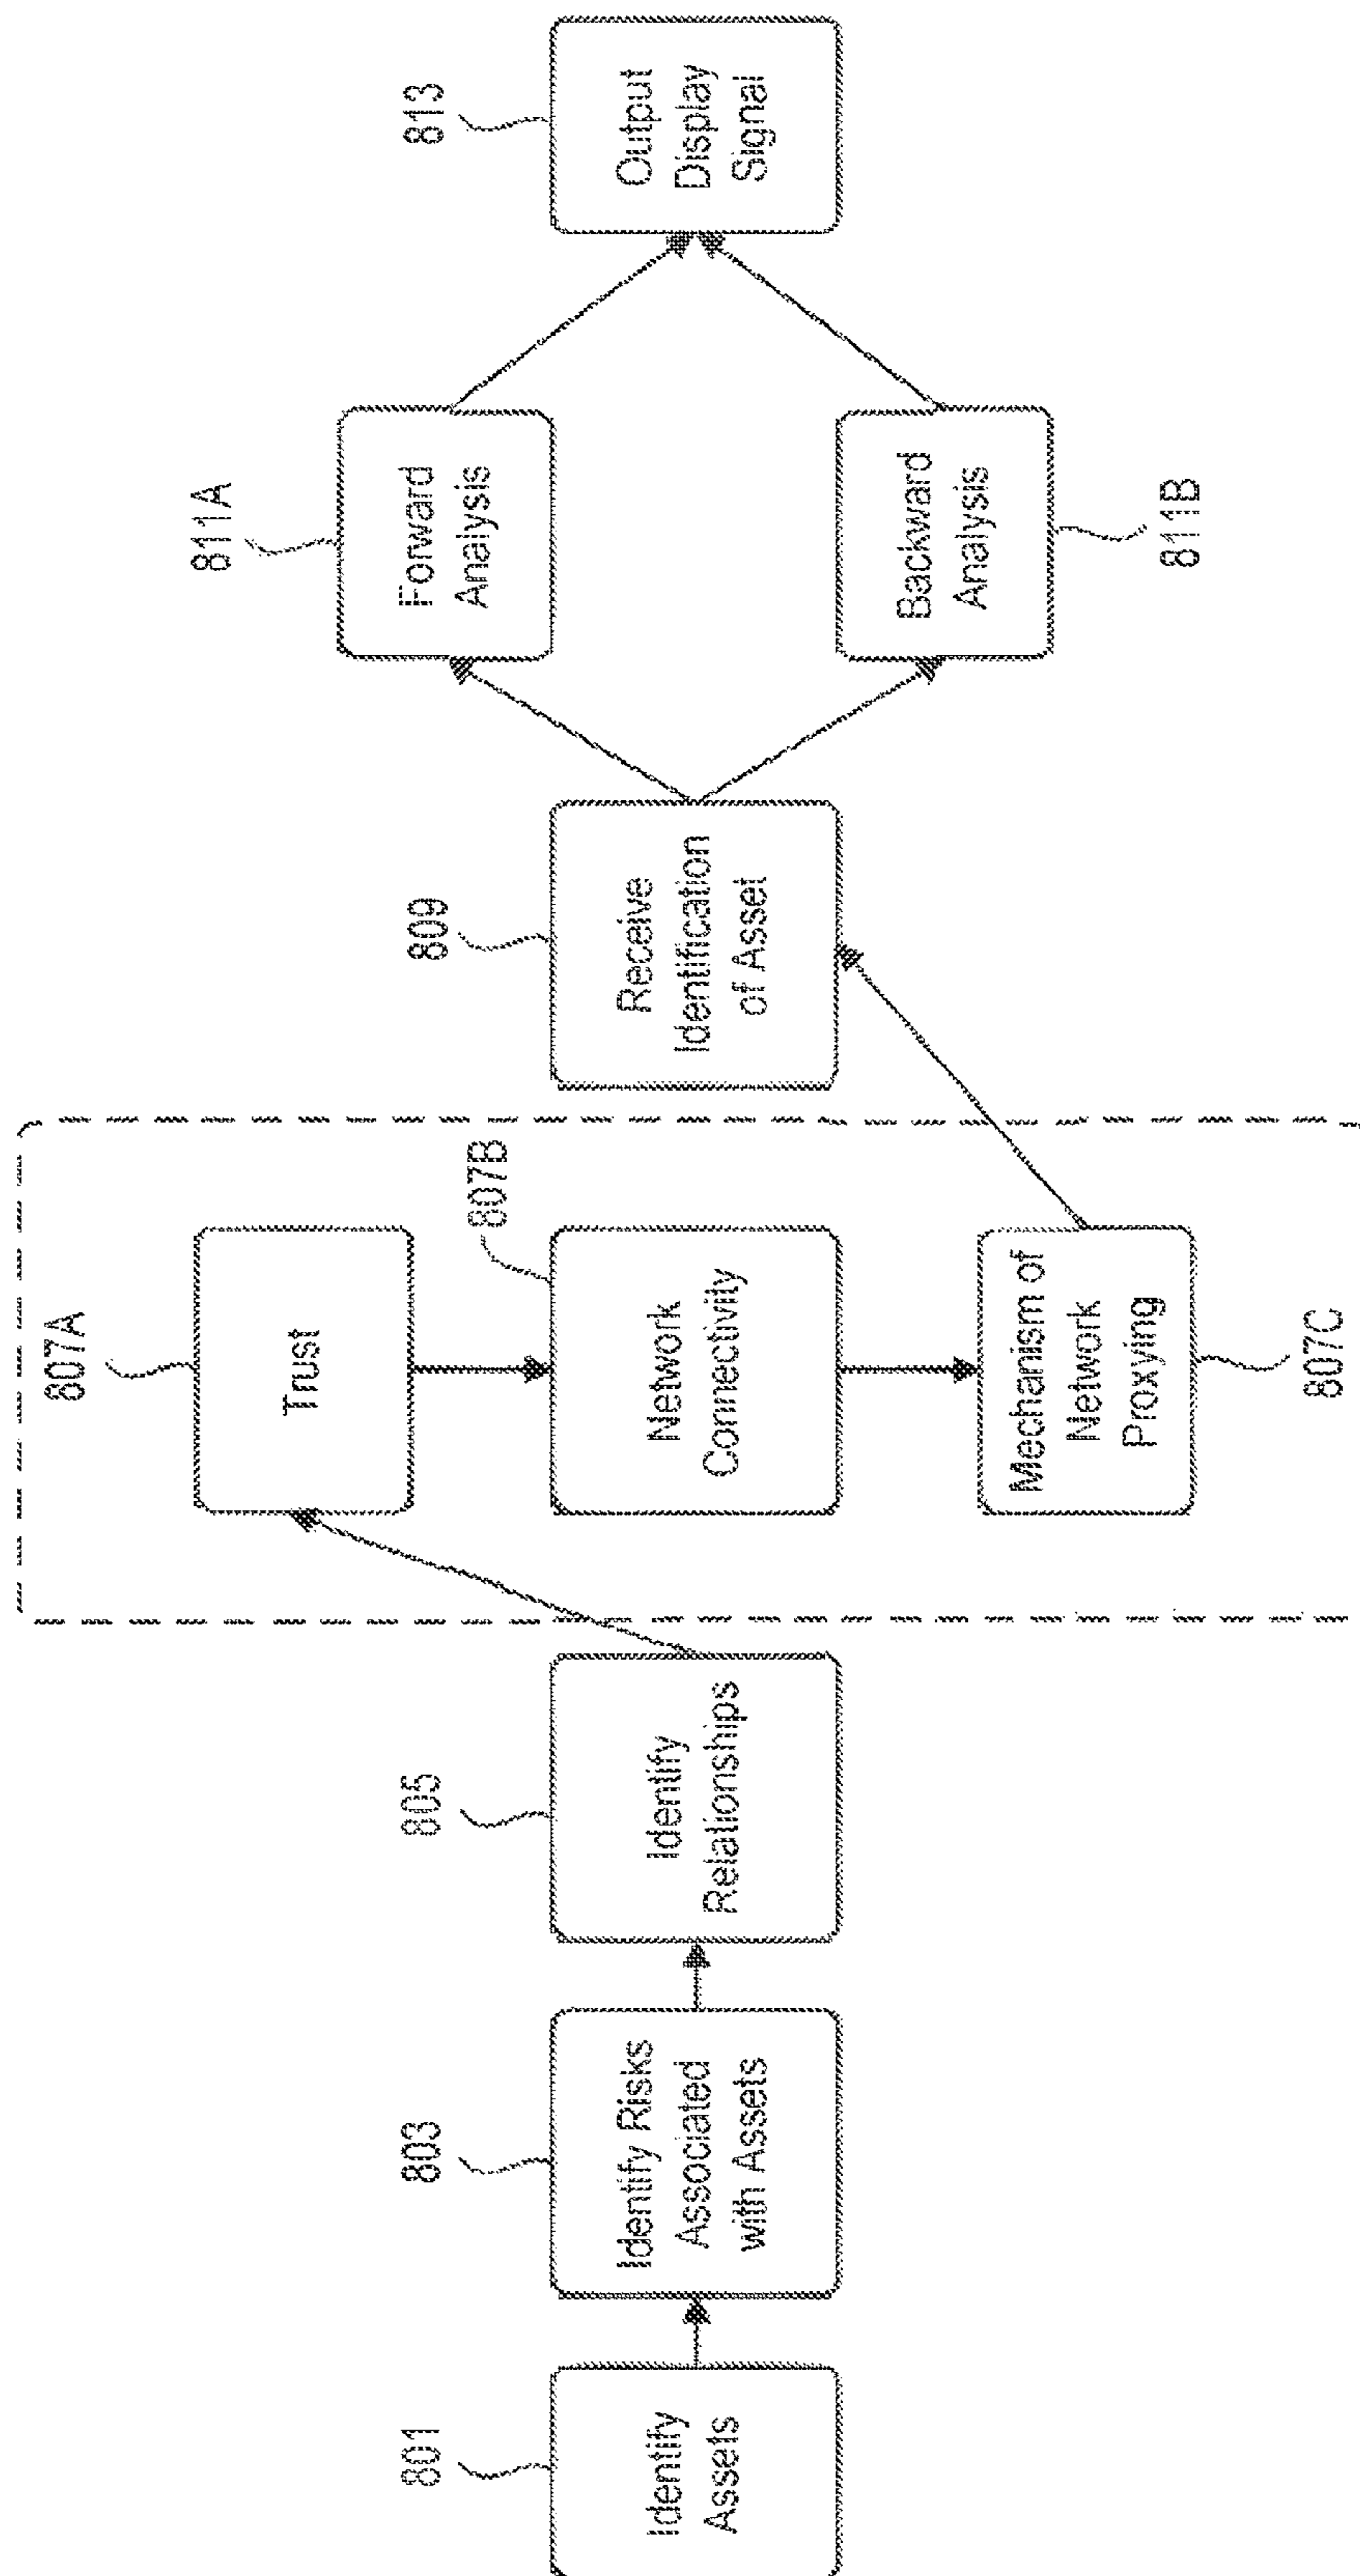 801
Identify
Assets
803
Identify Risks
Associated
with Assets
805
Identify
Relationships
807A
Trust
807B
Network
Connectivity
Mechanism of
Network
Proxying
807C
809
Receive
Identification
of Asset
811A
Forward
Analysis
Backward
Analysis
811B
813
Output
Display
Signal